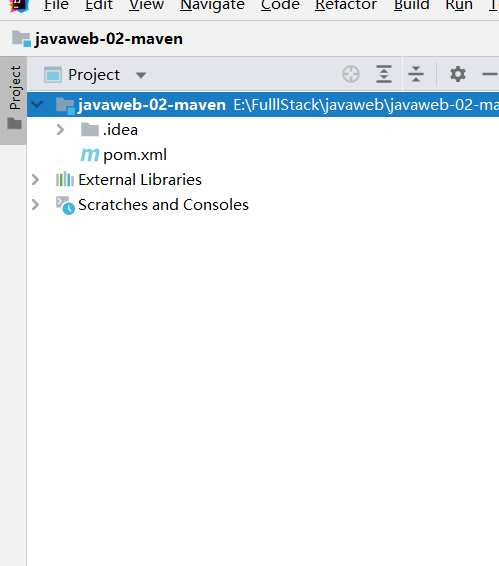 File Edit View Navigate Code Refactor Build Run
javaweb-02-maven
Project
Project
javaweb-02-maven E:\FulllStack\javaweb\javaweb-02-ma
.idea
m pom.xml
External Libraries
Scratches and Consoles